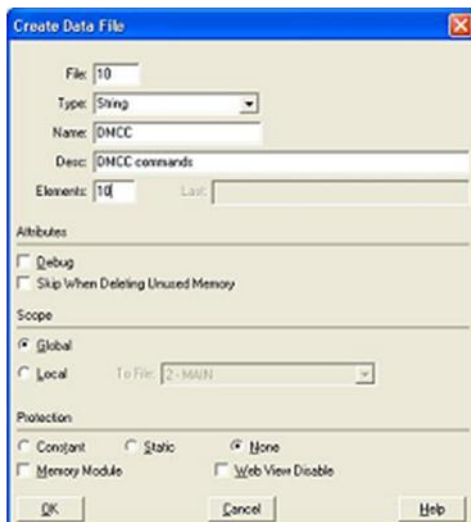 Create Data File
File: 10
Type: String
Name: DMCC
Desc: DMCC commands
Elements: 10 Last:
Attributes
Debug
Skip When Deleting Unused Memory
Scope
Global
Local To File: 2 - MAIN
Protection
Constant Static None
Memory Module Web View Disable
OK Cancel Help